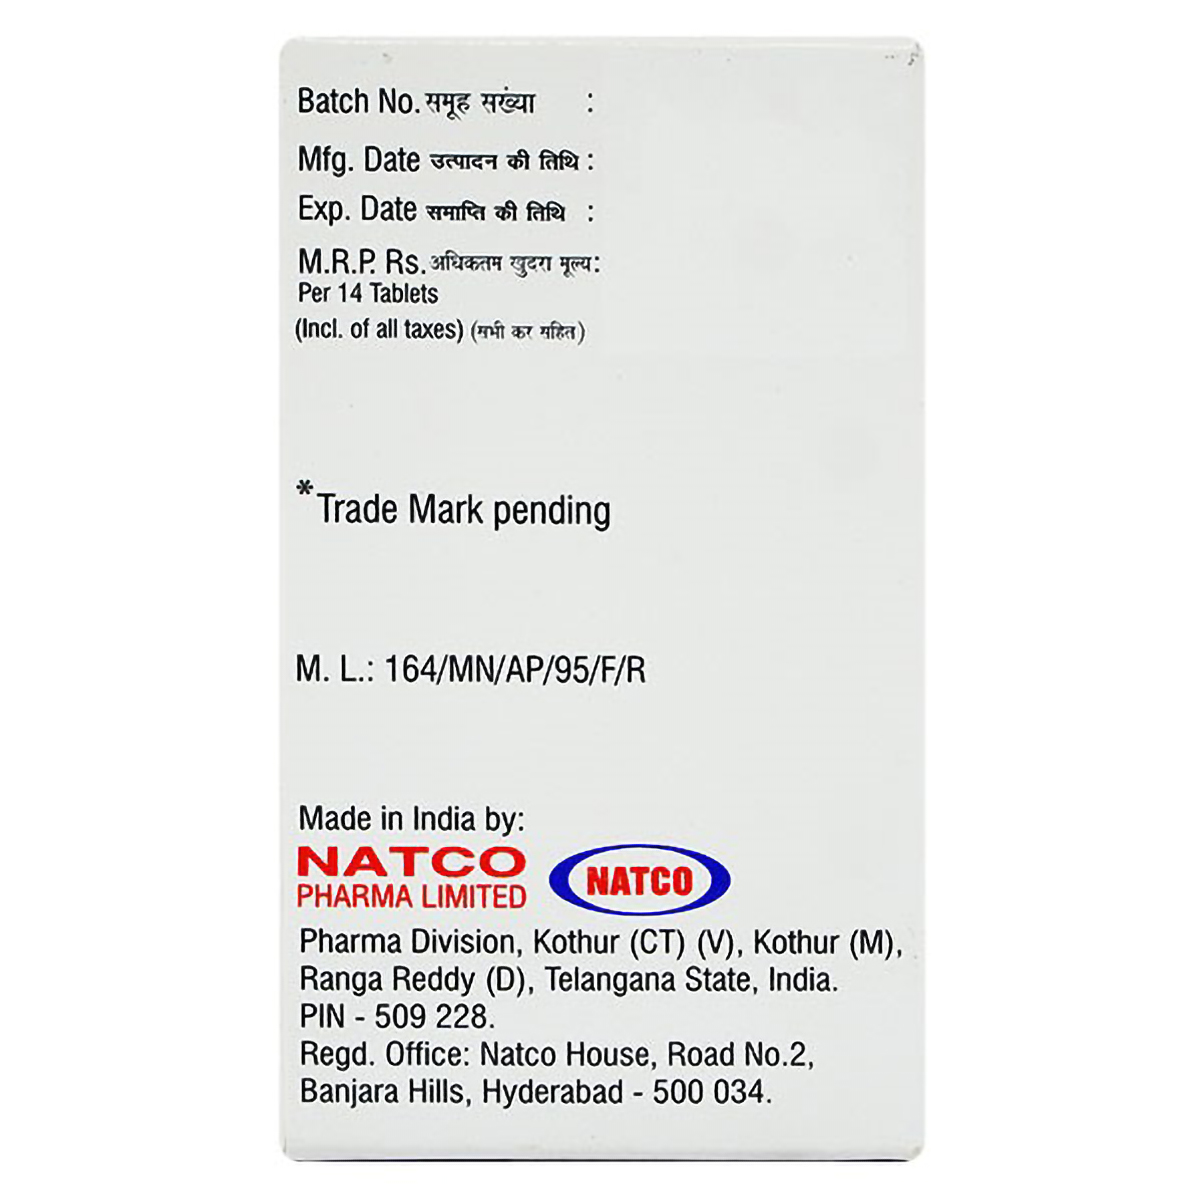 Batch No. समूह सख्ंया :
Mfg. Date उत्पादन की तिथि :
Exp. Date समाप्ति की तिथि :
M.R.P. Rs. अधिकतम खुदरा मूल्य:
Per 14 Tablets
(Incl. of all taxes) (सभी कर सहित)
*Trade Mark pending
M. L.: 164/MN/AP/95/F/R
Made in India by:
NATCO
PHARMA LIMITED
NATCO
Pharma Division, Kothur (CT) (V), Kothur (M),
Ranga Reddy (D), Telangana State, India.
PIN - 509 228.
Regd. Office: Natco House, Road No.2,
Banjara Hills, Hyderabad - 500 034.